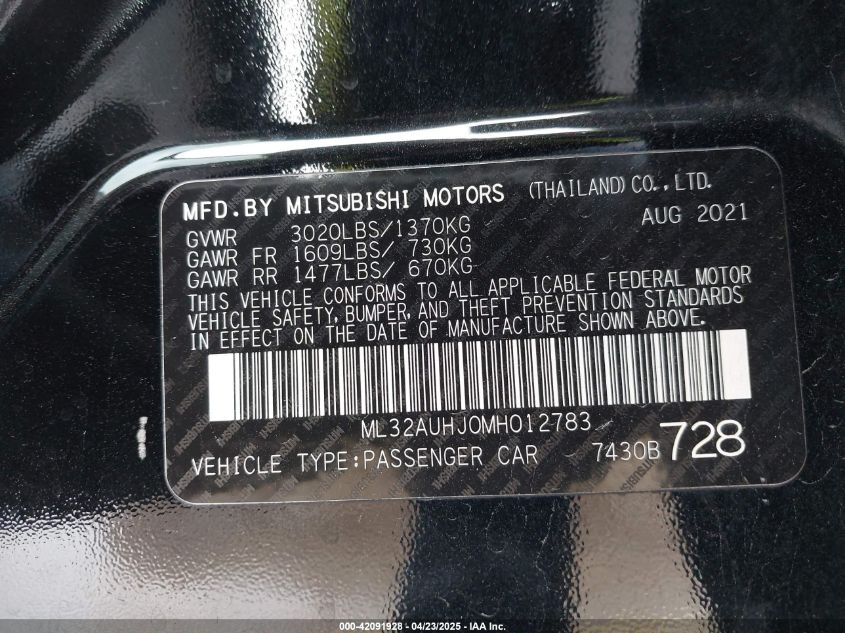 MFD.BY MITSUBISHI MOTORS (THAILAND) CO.,LTD.
AUG 2021
GVWR 3020LBS/1370KG
GAWR FR 1609LBS/ 730KG
GAWR RR 1477LBS/ 670KG
THIS VEHICLE CONFORMS TO ALL APPLICABLE FEDERAL MOTOR
VEHICLE SAFETY, BUMPER, AND THEFT PREVENTION STANDARDS
IN EFFECT ON THE DATE OF MANUFACTURE SHOWN ABOVE.
ML32AUHJ0MH012783
VEHICLE TYPE:PASSENGER CAR 7430B 728
000-42091928 - 04/23/2025 - IAA Inc.